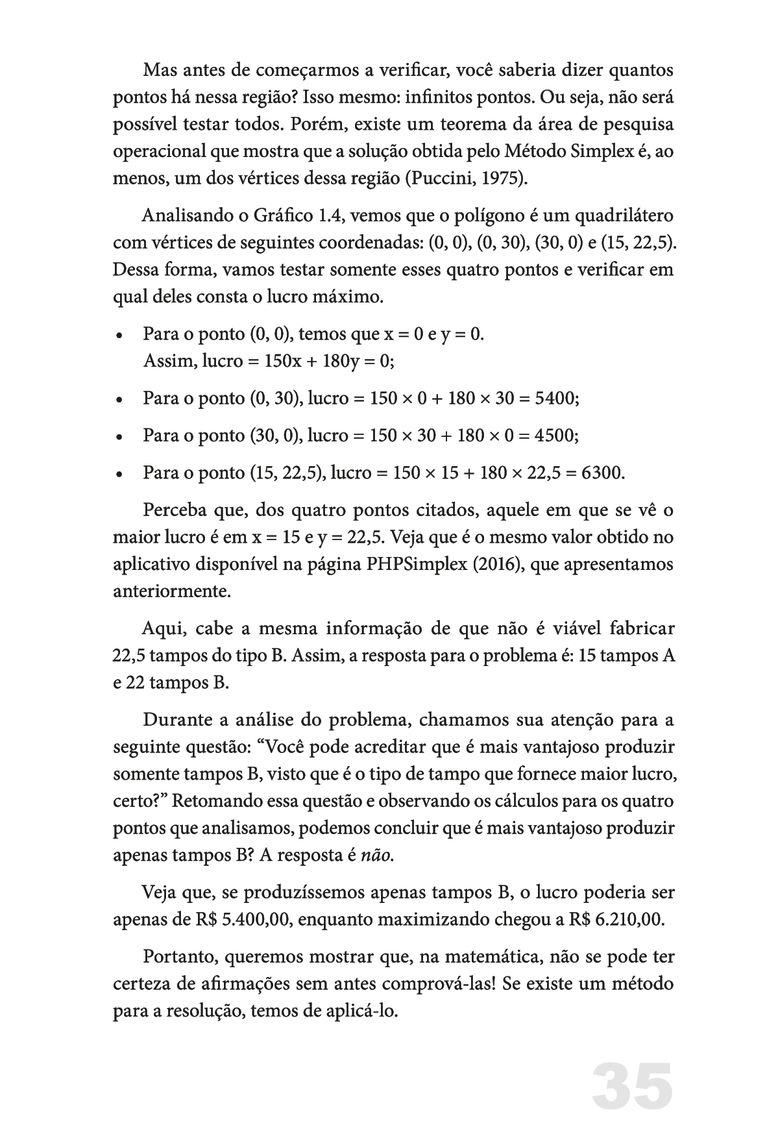 Mas antes de começarmos a verificar, você saberia dizer quantos
pontos há nessa região? Isso mesmo: infinitos pontos. Ou seja, não será
possível testar todos. Porém, existe um teorema da área de pesquisa
operacional que mostra que a solução obtida pelo Método Simplex é, ao
menos, um dos vértices dessa região (Puccini, 1975).
Analisando o Gráfico 1.4, vemos que o polígono é um quadrilátero
com vértices de seguintes coordenadas: (0, 0), (0, 30), (30, 0) e (15, 22,5).
Dessa forma, vamos testar somente esses quatro pontos e verificar em
qual deles consta o lucro máximo.
• Para o ponto (0, 0), temos que x = 0 e y = 0.
Assim, lucro = 150x + 180y = 0;
• Para o ponto (0, 30), lucro = 150 × 0 + 180 × 30 = 5400;
• Para o ponto (30, 0), lucro = 150 × 30 + 180 × 0 = 4500;
• Para o ponto (15, 22,5), lucro = 150 × 15 + 180 × 22,5 = 6300.
Perceba que, dos quatro pontos citados, aquele em que se vê o
maior lucro é em x = 15 e y = 22,5. Veja que é o mesmo valor obtido no
aplicativo disponível na página PHPSimplex (2016), que apresentamos
anteriormente.
Aqui, cabe a mesma informação de que não é viável fabricar
22,5 tampos do tipo B. Assim, a resposta para o problema é: 15 tampos A
e 22 tampos B.
Durante a análise do problema, chamamos sua atenção para a
seguinte questão: “Você pode acreditar que é mais vantajoso produzir
somente tampos B, visto que é o tipo de tampo que fornece maior lucro,
certo?” Retomando essa questão e observando os cálculos para os quatro
pontos que analisamos, podemos concluir que é mais vantajoso produzir
apenas tampos B? A resposta é não.
Veja que, se produzíssemos apenas tampos B, o lucro poderia ser
apenas de R$ 5.400,00, enquanto maximizando chegou a R$ 6.210,00.
Portanto, queremos mostrar que, na matemática, não se pode ter
certeza de afirmações sem antes comprová-las! Se existe um método
para a resolução, temos de aplicá-lo.
35